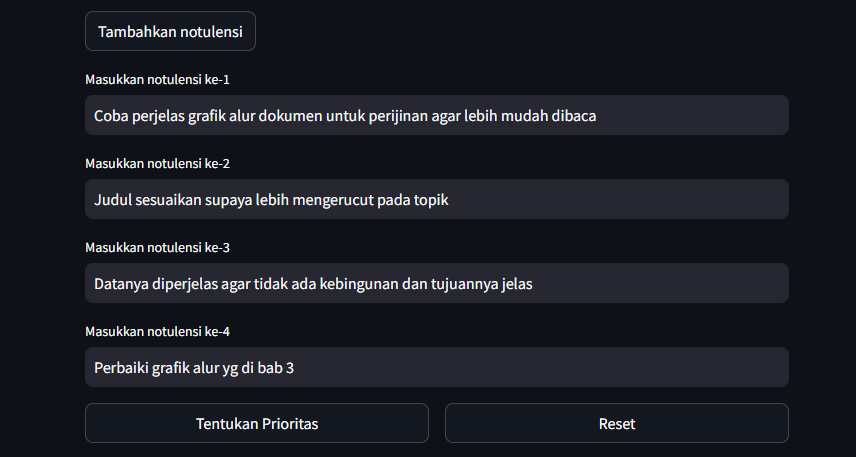 Tambahkan notulensi
Masukkan notulensi ke-1
Coba perjelas grafik alur dokumen untuk perijinan agar lebih mudah dibaca
Masukkan notulensi ke-2
Judul sesuaikan supaya lebih mengerucut pada topik
Masukkan notulensi ke-3
Datanya diperjelas agar tidak ada kebingunan dan tujuannya jelas
Masukkan notulensi ke-4
Perbaiki grafik alur yg di bab 3
Tentukan Prioritas
Reset